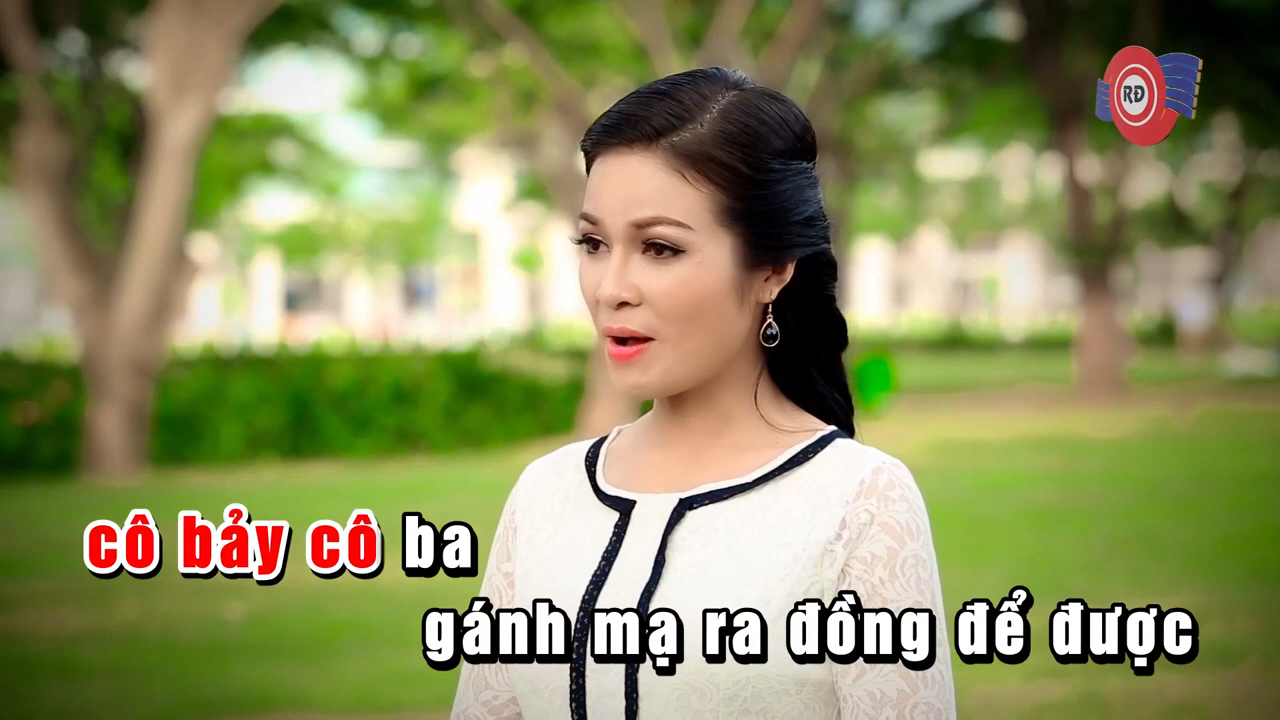 RĐ
cô bảy cô ba
gánh mạ ra đồng để được